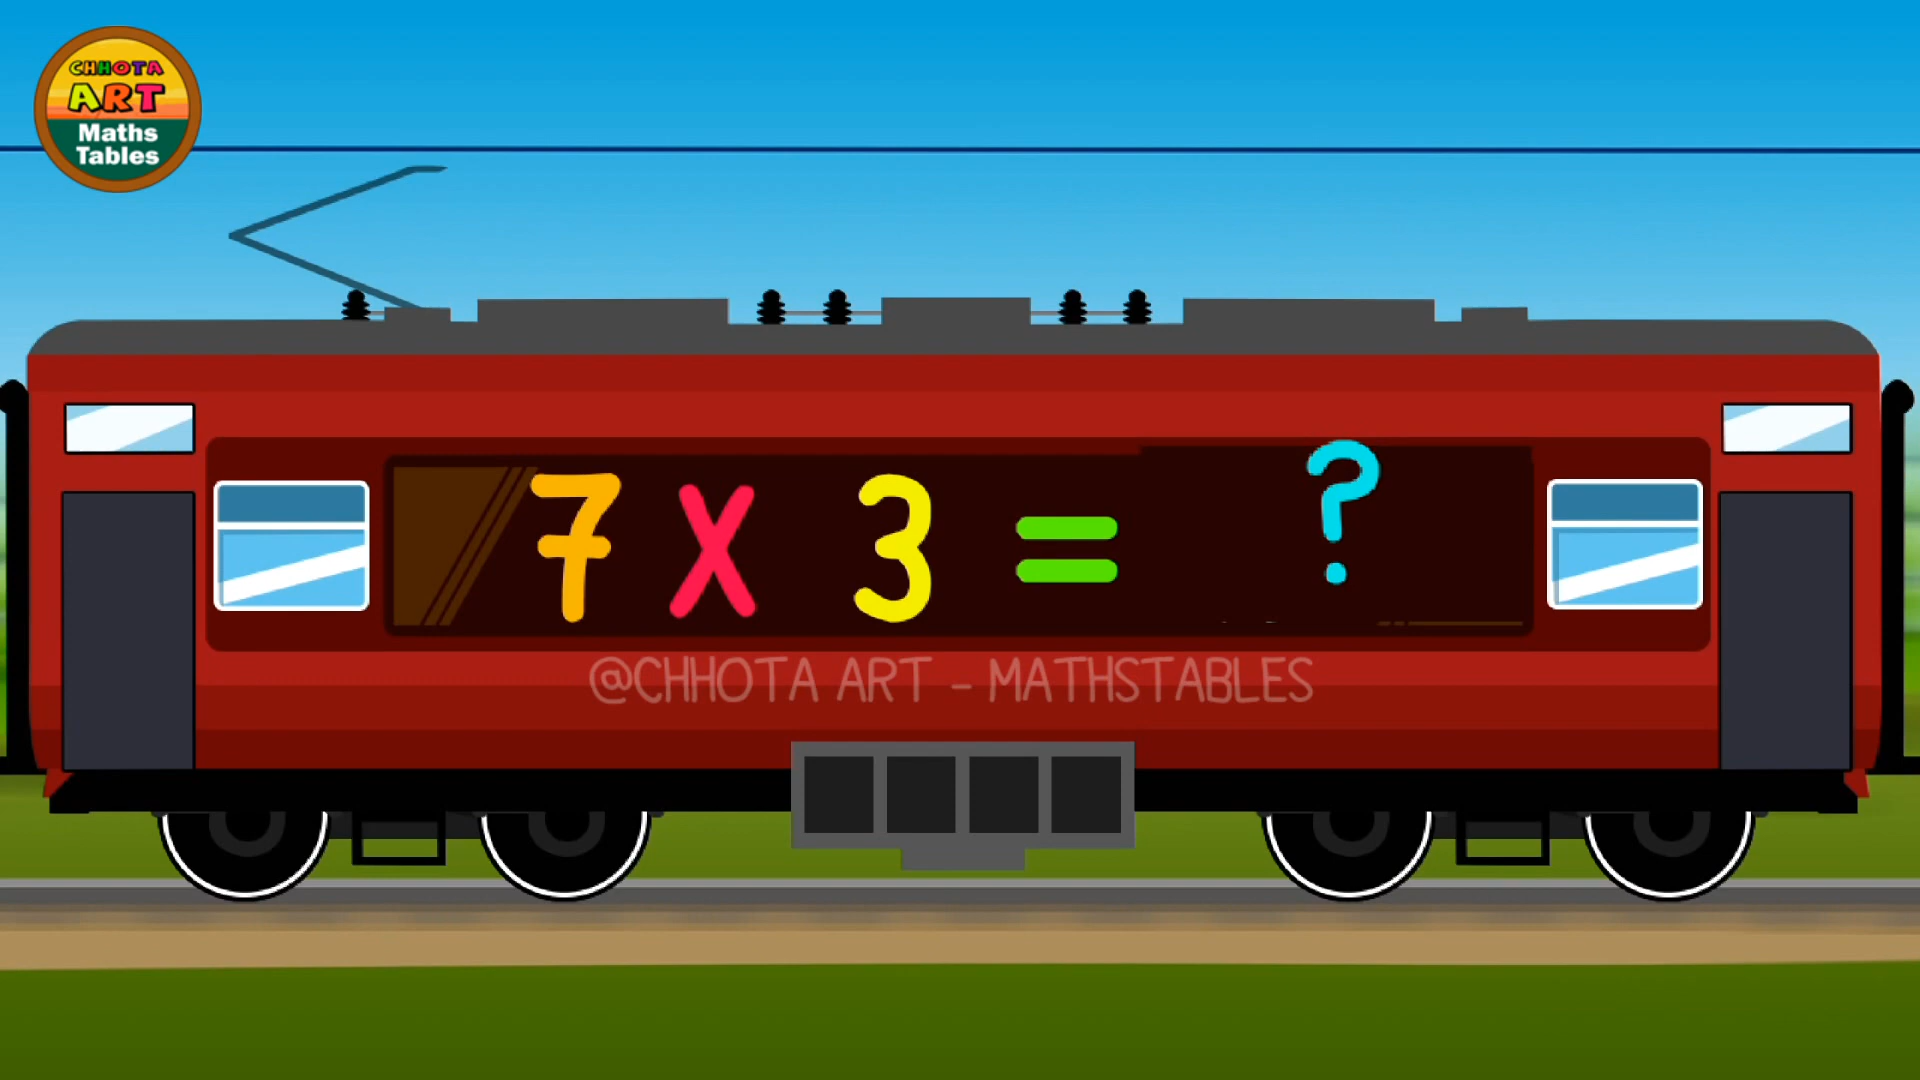 CHHOTA
ART
Maths
Tables
7 X 3 = ?
@CHHOTA ART - MATHSTABLES